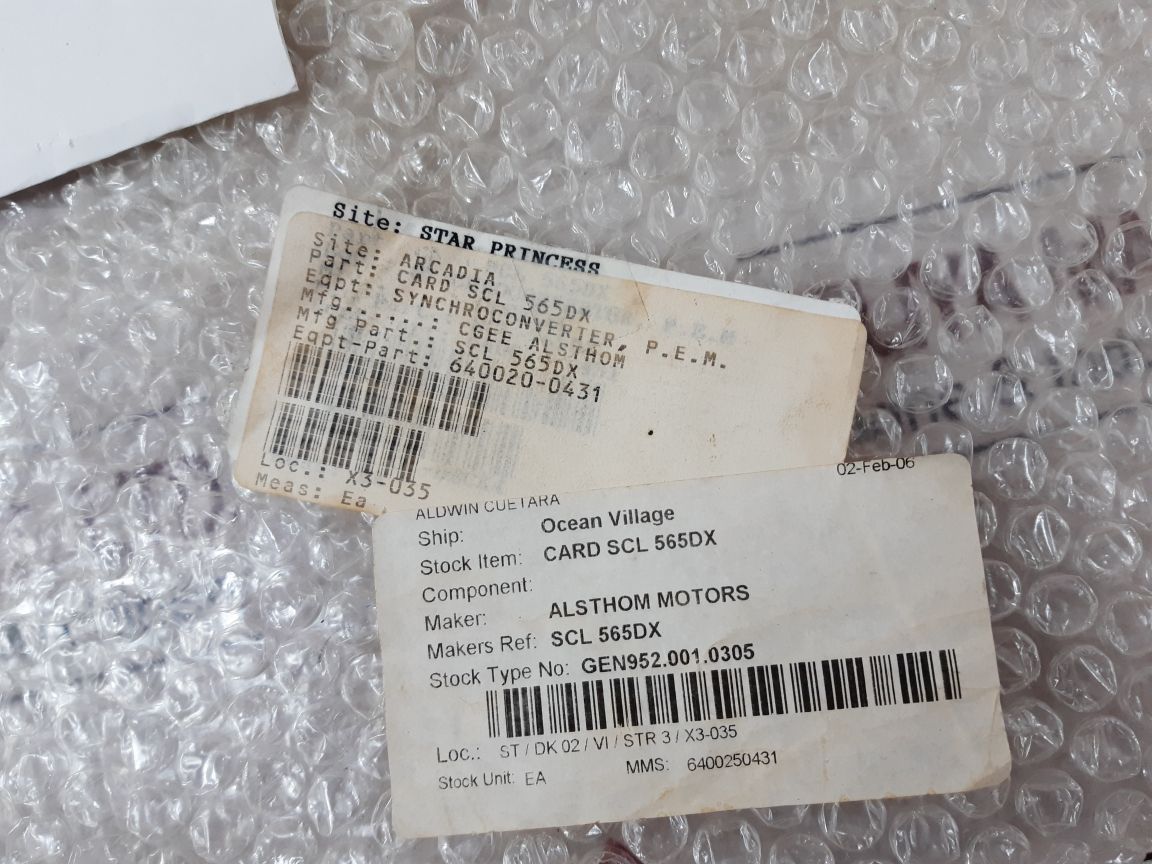 Site: STAR PRINCESS
Site: ARCADIA
Part: CARD SCL 565DX
Eqpt: SYNCHROCONVERTER, P.E.M.
Mfg.......: CGEE ALSTHOM
Mfg Part.: SCL 565DX
Eqpt-Part: 640020-0431
Loc.: X3-035
Meas: Ea
02-Feb-06
ALDWIN CUETARA
Ship: Ocean Village
Stock Item: CARD SCL 565DX
Component:
Maker: ALSTHOM MOTORS
Makers Ref: SCL 565DX
Stock Type No: GEN952.001.0305
Loc.: ST / DK 02 / VI / STR 3 / X3-035
Stock Unit: EA MMS: 6400250431